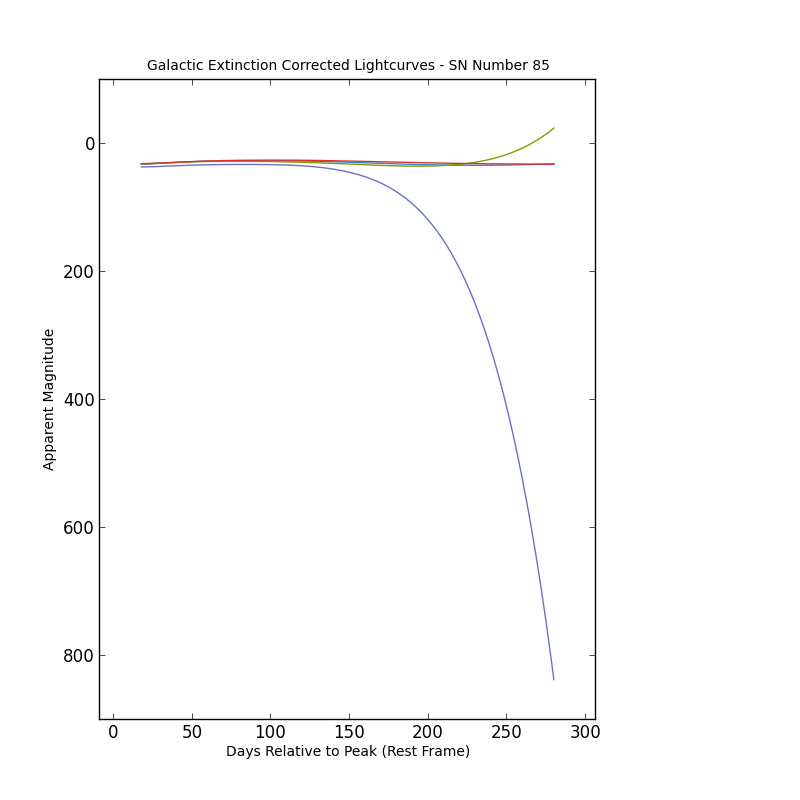 Galactic Extinction Corrected Lightcurves - SN Number 85
0
200
400
600
800
Apparent Magnitude
0 50 100 150 200 250 300
Days Relative to Peak (Rest Frame)